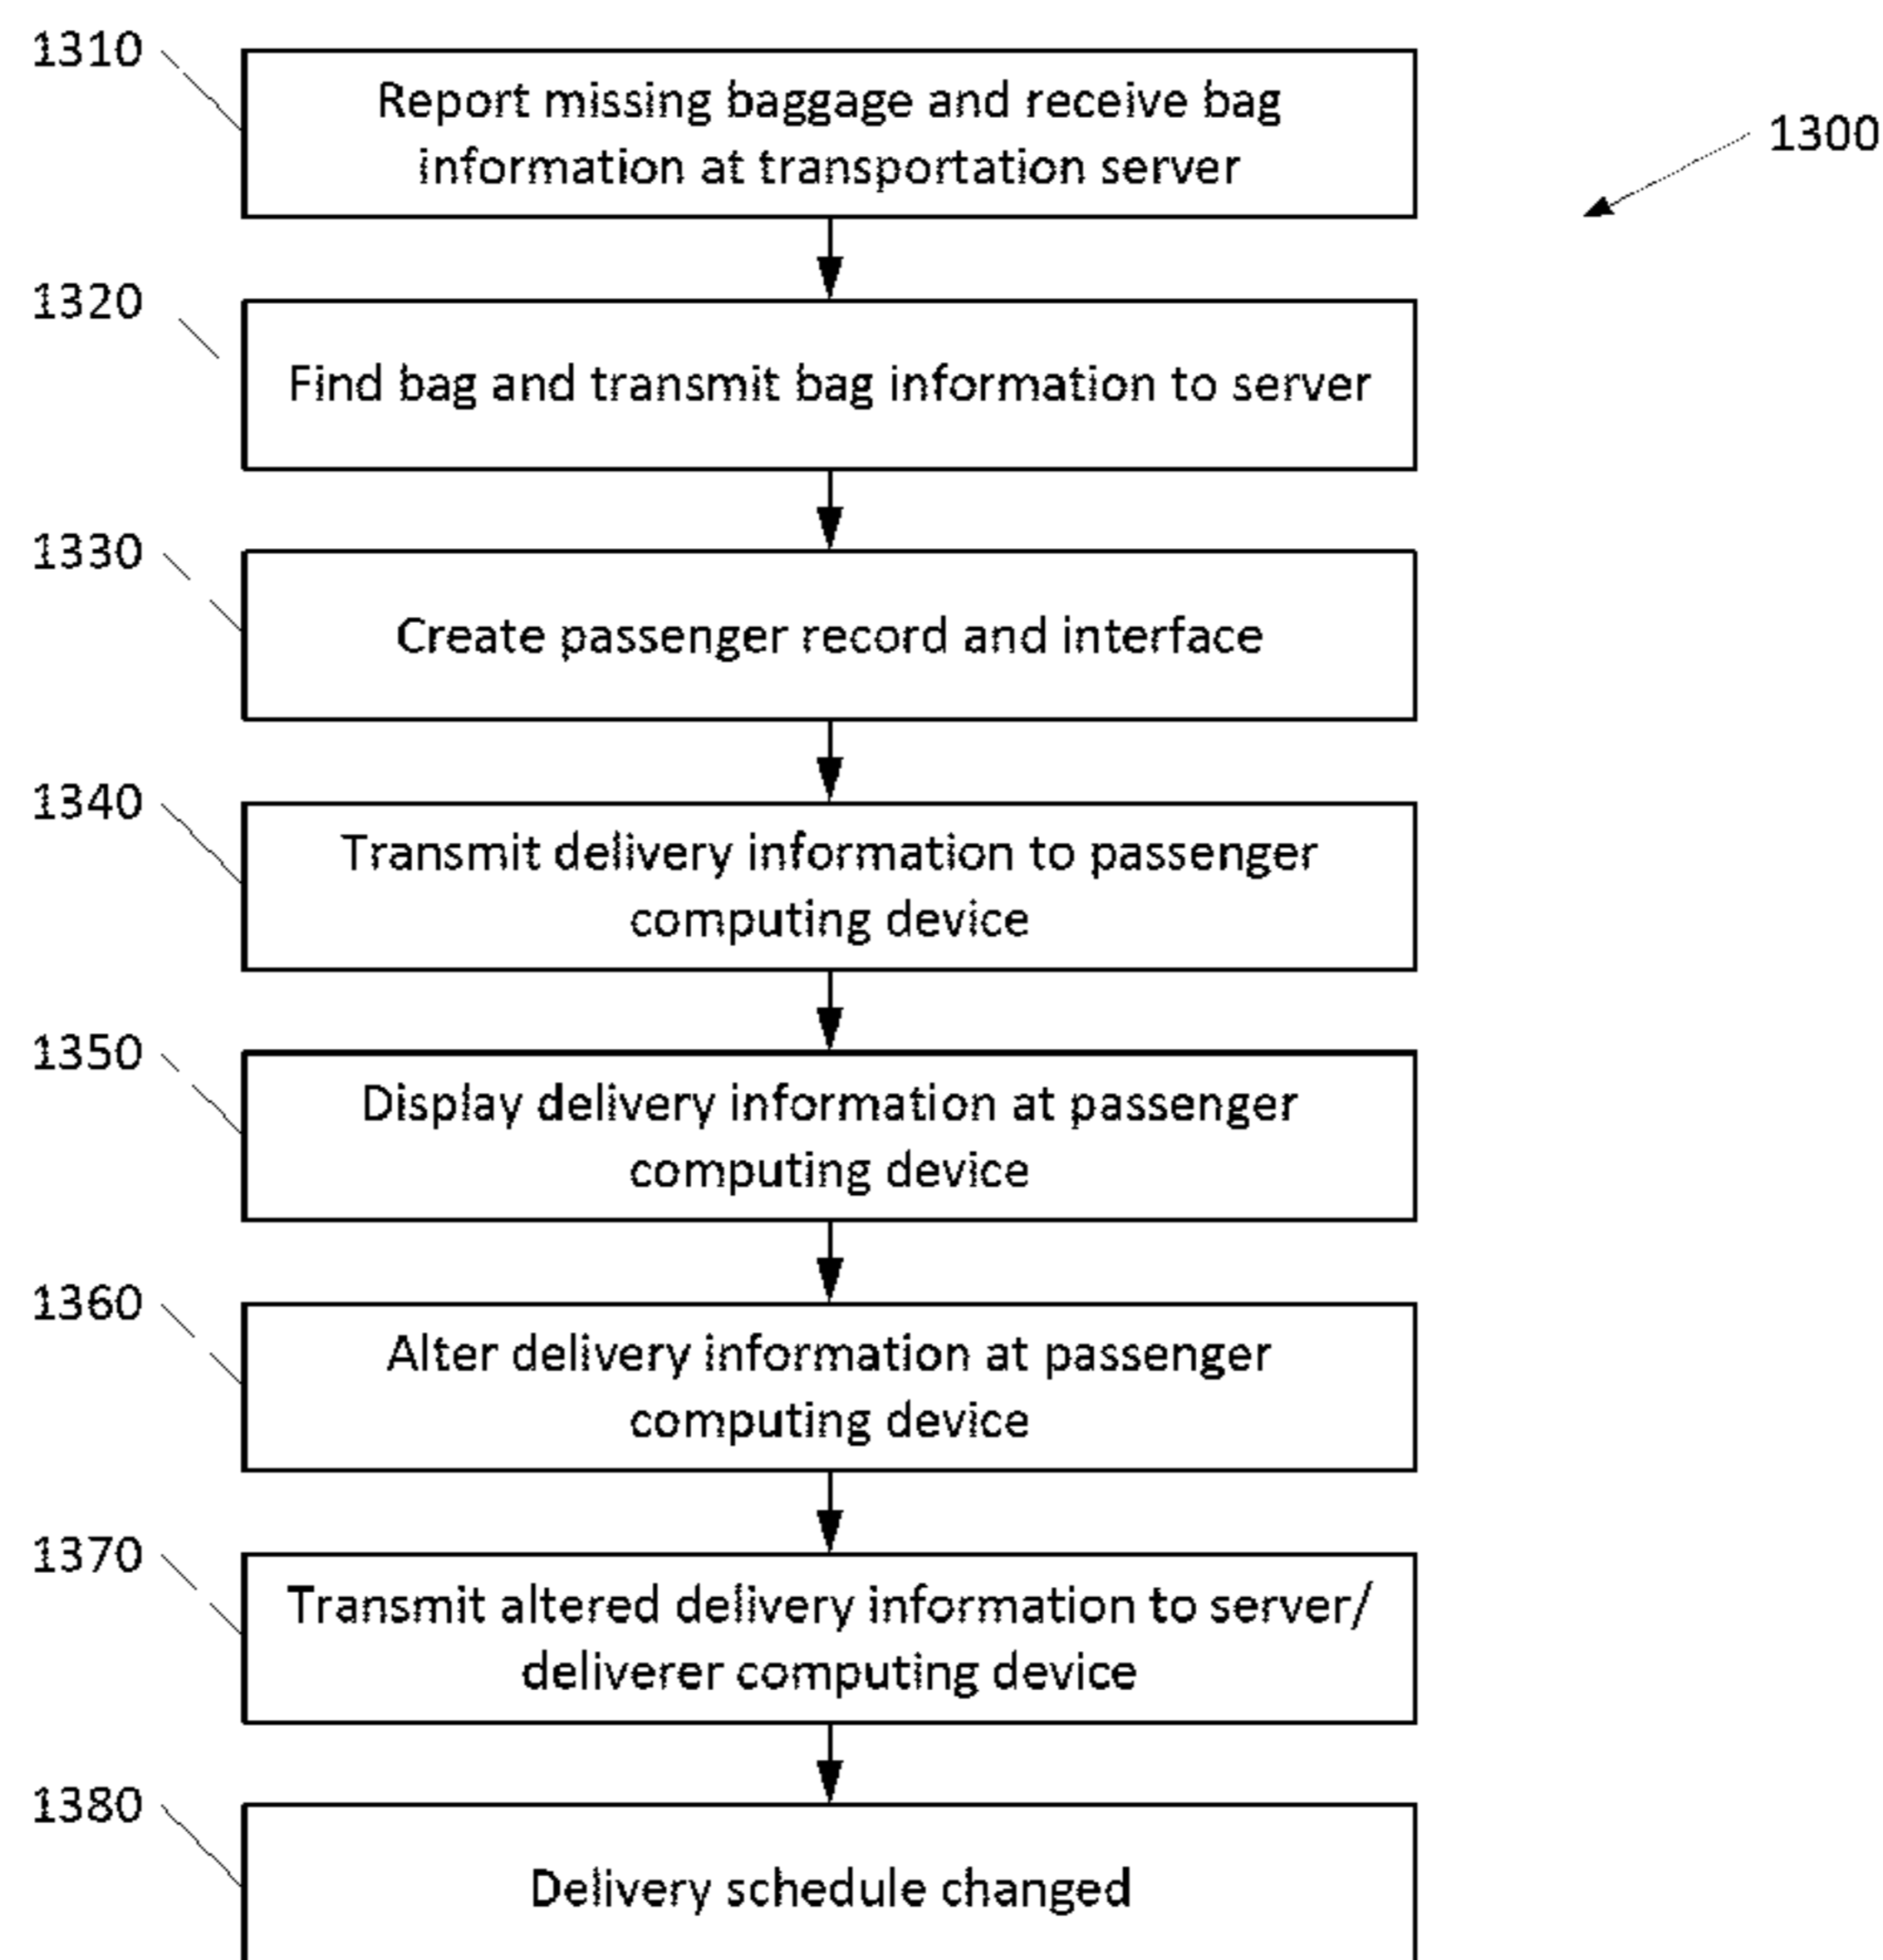 1310
Report missing baggage and receive bag
information at transportation server
1300
1320
Find bag and transmit bag information to server
1330
Create passenger record and interface
1340
Transmit delivery information to passenger
computing device
1350
Display delivery information at passenger
computing device
1360
Alter delivery information at passenger
computing device
1370
Transmit altered delivery information to server/
deliverer computing device
1380
Delivery schedule changed